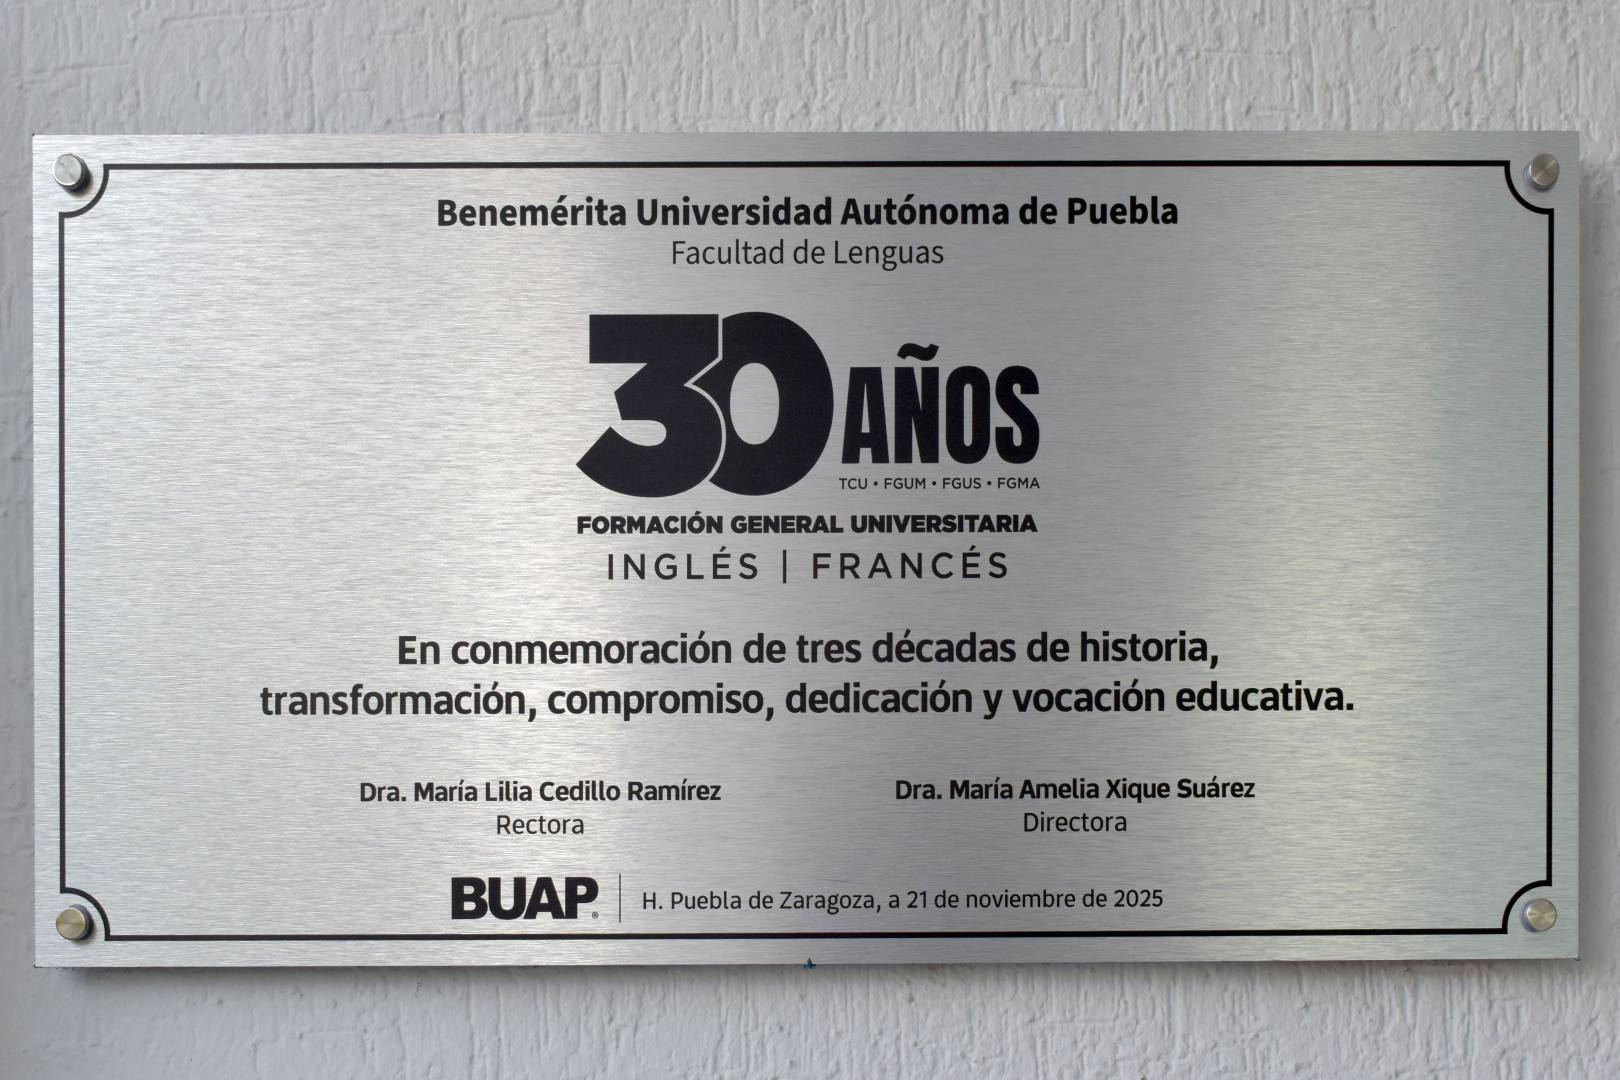 Benemérita Universidad Autónoma de Puebla
Facultad de Lenguas
30 AÑOS
TCU • FGUM • FGUS • FGMA
FORMACIÓN GENERAL UNIVERSITARIA
INGLÉS | FRANCÉS
En conmemoración de tres décadas de historia,
transformación, compromiso, dedicación y vocación educativa.
Dra. María Lilia Cedillo Ramírez
Rectora
Dra. María Amelia Xique Suárez
Directora
BUAP® | H. Puebla de Zaragoza, a 21 de noviembre de 2025